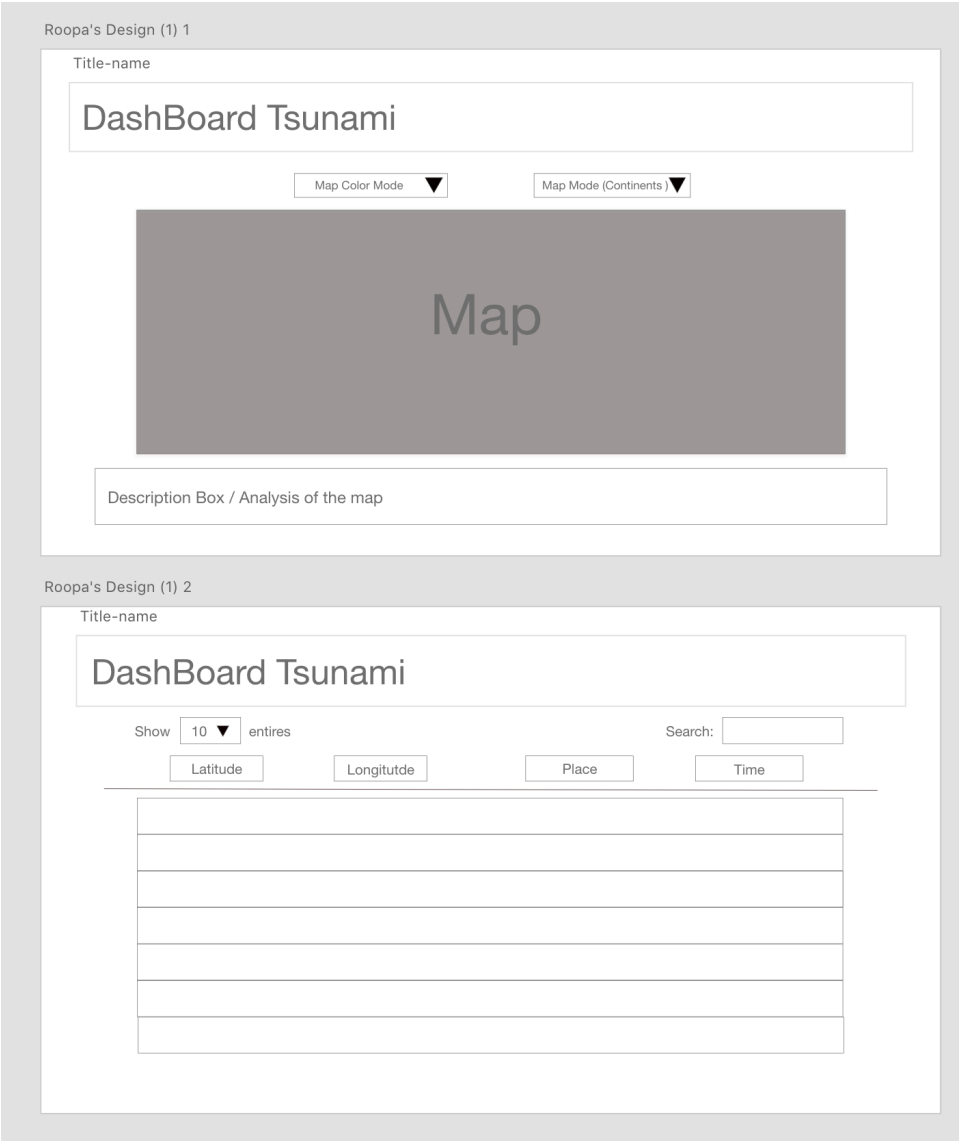 Roopa's Design (1) 1
Title-name
DashBoard Tsunami
Map Color Mode
Map Mode (Continents )
Map
Description Box / Analysis of the map
Roopa's Design (1) 2
Title-name
DashBoard Tsunami
Show 10 entires Search:
Latitude Longitutde Place Time